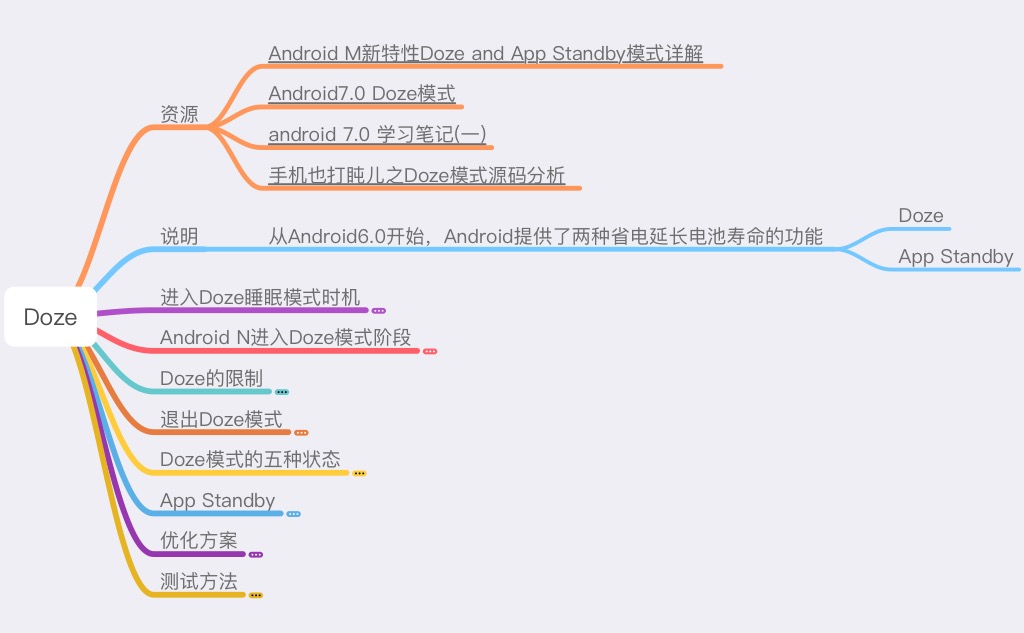 Android M新特性Doze and App Standby模式详解
Android7.0 Doze模式
资源
android 7.0 学习笔记(一)
手机也打盹儿之Doze模式源码分析
Doze
说明
从Android6.0开始，Android提供了两种省电延长电池寿命的功能
App Standby
进入Doze睡眠模式时机
Doze
Android N进入Doze模式阶段
Doze的限制
退出Doze模式
Doze模式的五种状态
App Standby
优化方案
测试方法